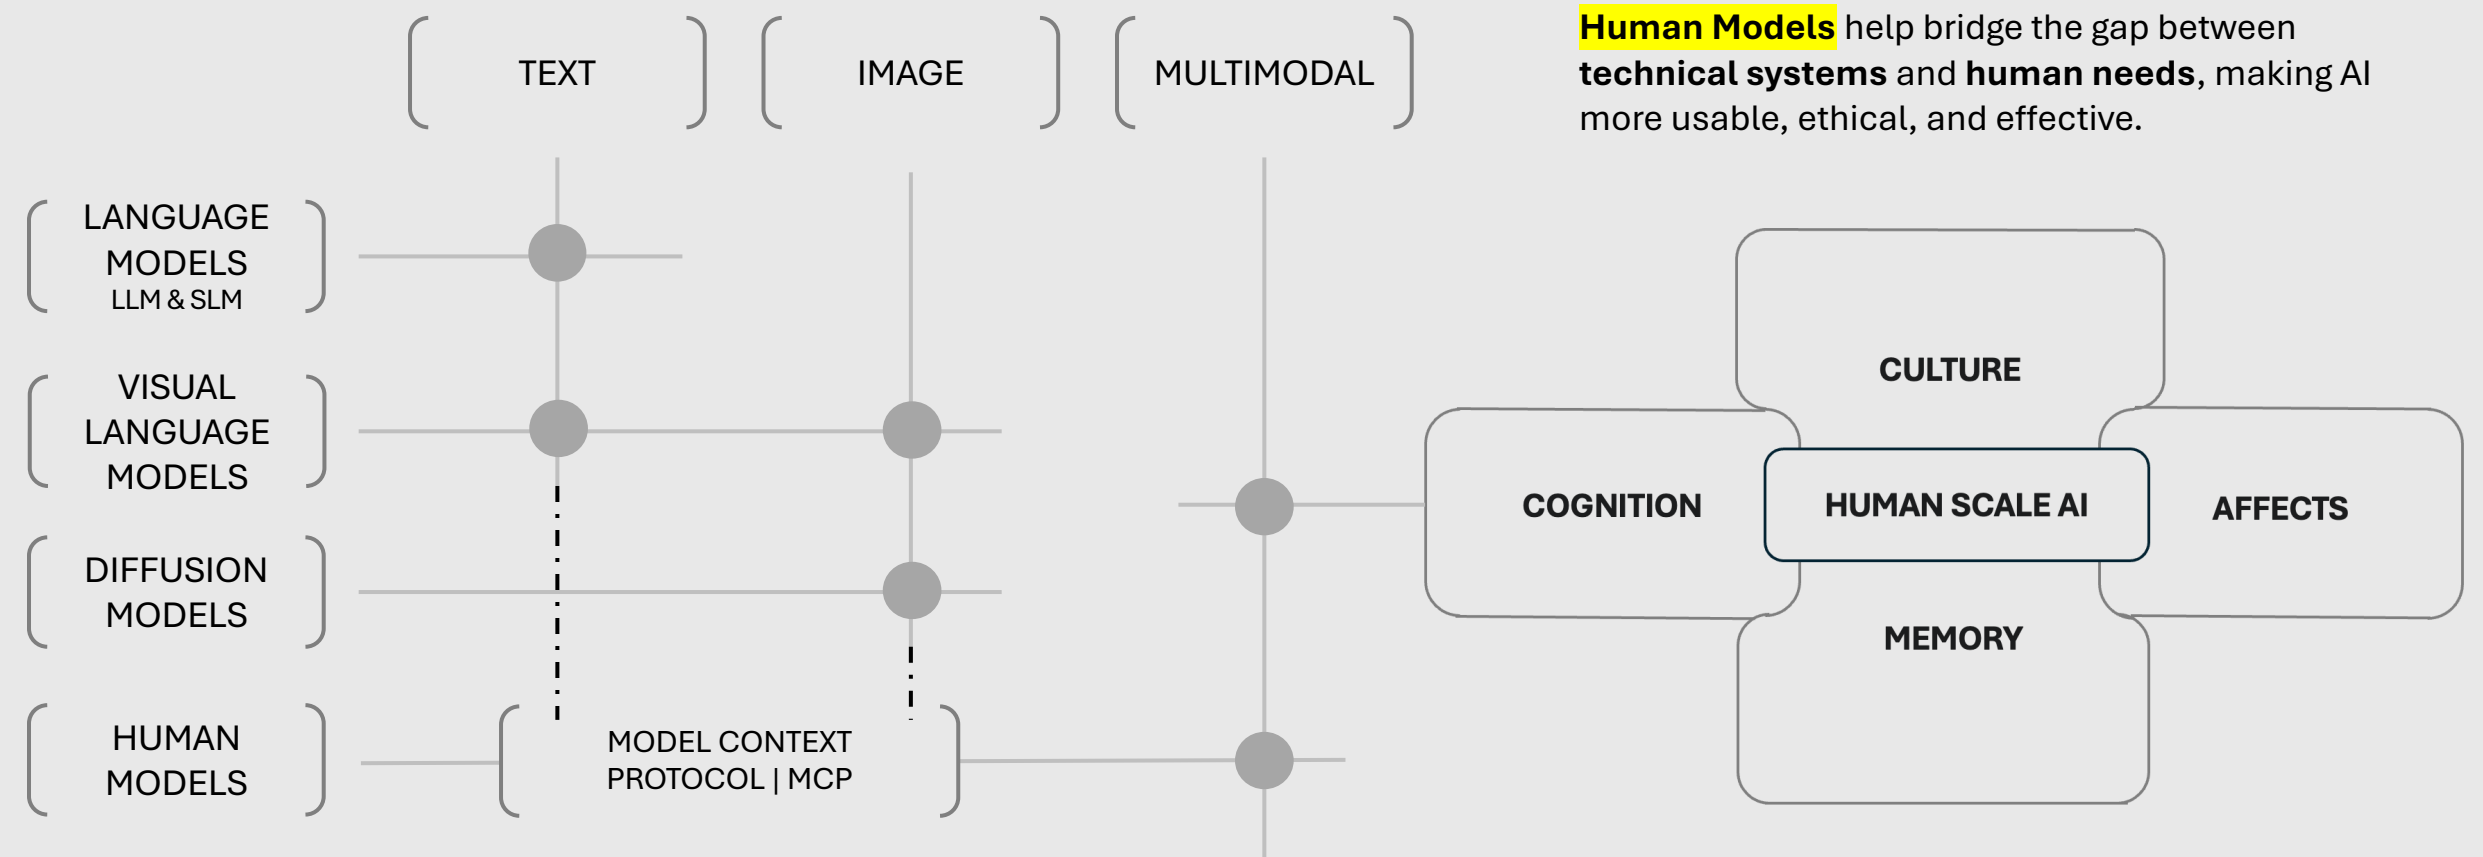 TEXT
IMAGE
MULTIMODAL
Human Models help bridge the gap between
technical systems and human needs, making AI
more usable, ethical, and effective.
LANGUAGE
MODELS
LLM & SLM
VISUAL
LANGUAGE
MODELS
DIFFUSION
MODELS
HUMAN
MODELS
MODEL CONTEXT
PROTOCOL | MCP
CULTURE
COGNITION
HUMAN SCALE AI
AFFECTS
MEMORY